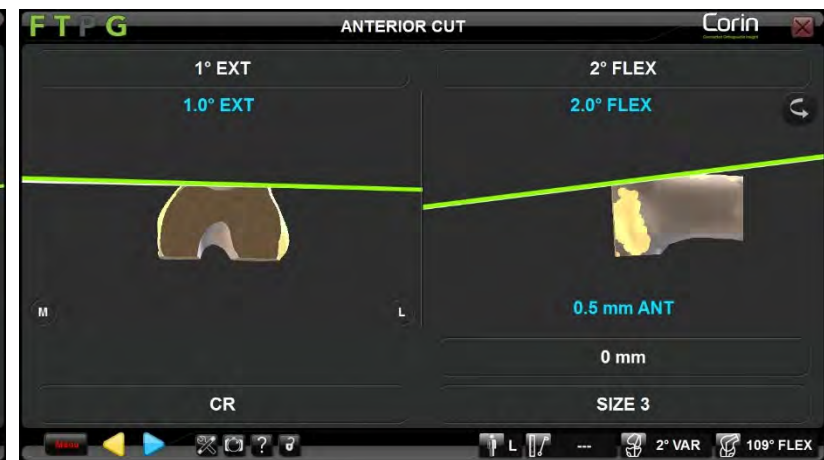 F T P G
ANTERIOR CUT
Corin
1° EXT
2° FLEX
1.0° EXT
2.0° FLEX
M
L
0.5 mm ANT
0 mm
CR
SIZE 3
?
L
---
2° VAR
109° FLEX